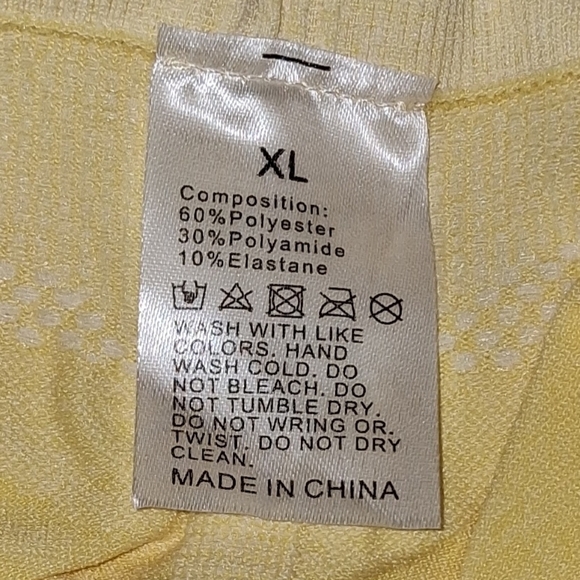 XL
Composition:
60%Polyester
30%Polyamide
10%Elastane
WASH WITH LIKE
COLORS. HAND
WASH COLD. DO
NOT BLEACH. DO
NOT TUMBLE DRY.
DO NOT WRING OR.
TWIST. DO NOT DRY
CLEAN.
MADE IN CHINA